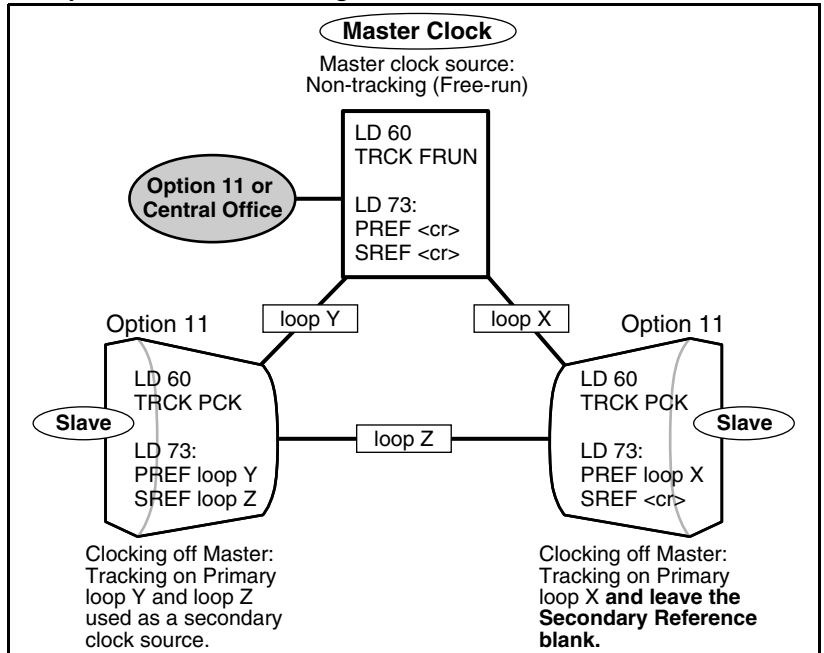 Master Clock
Master clock source:
Non-tracking (Free-run)
LD 60
TRCK FRUN
LD 73:
PREF <cr>
SREF <cr>
Option 11 or
Central Office
loop Y
loop X
Option 11
LD 60
TRCK PCK
LD 73:
PREF loop Y
SREF loop Z
Slave
loop Z
Option 11
LD 60
TRCK PCK
LD 73:
PREF loop X
SREF <cr>
Slave
Clocking off Master:
Tracking on Primary
loop Y and loop Z
used as a secondary
clock source.
Clocking off Master:
Tracking on Primary
loop X and leave the
Secondary Reference
blank.